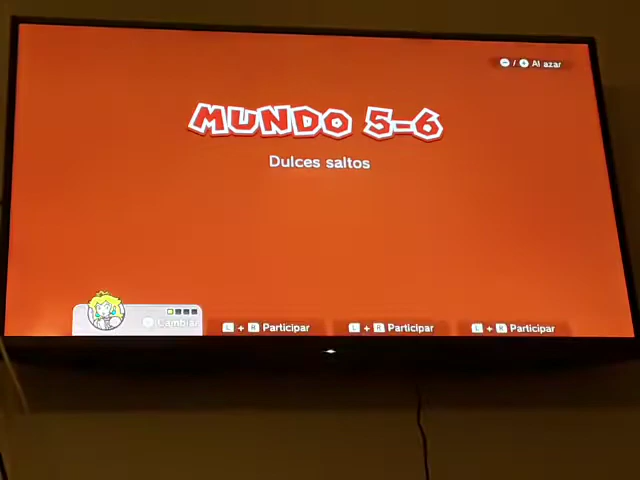 - / + Al azar
MUNDO 5-6
Dulces saltos
Cambiar
L + R Participar
L + R Participar
L + R Participar